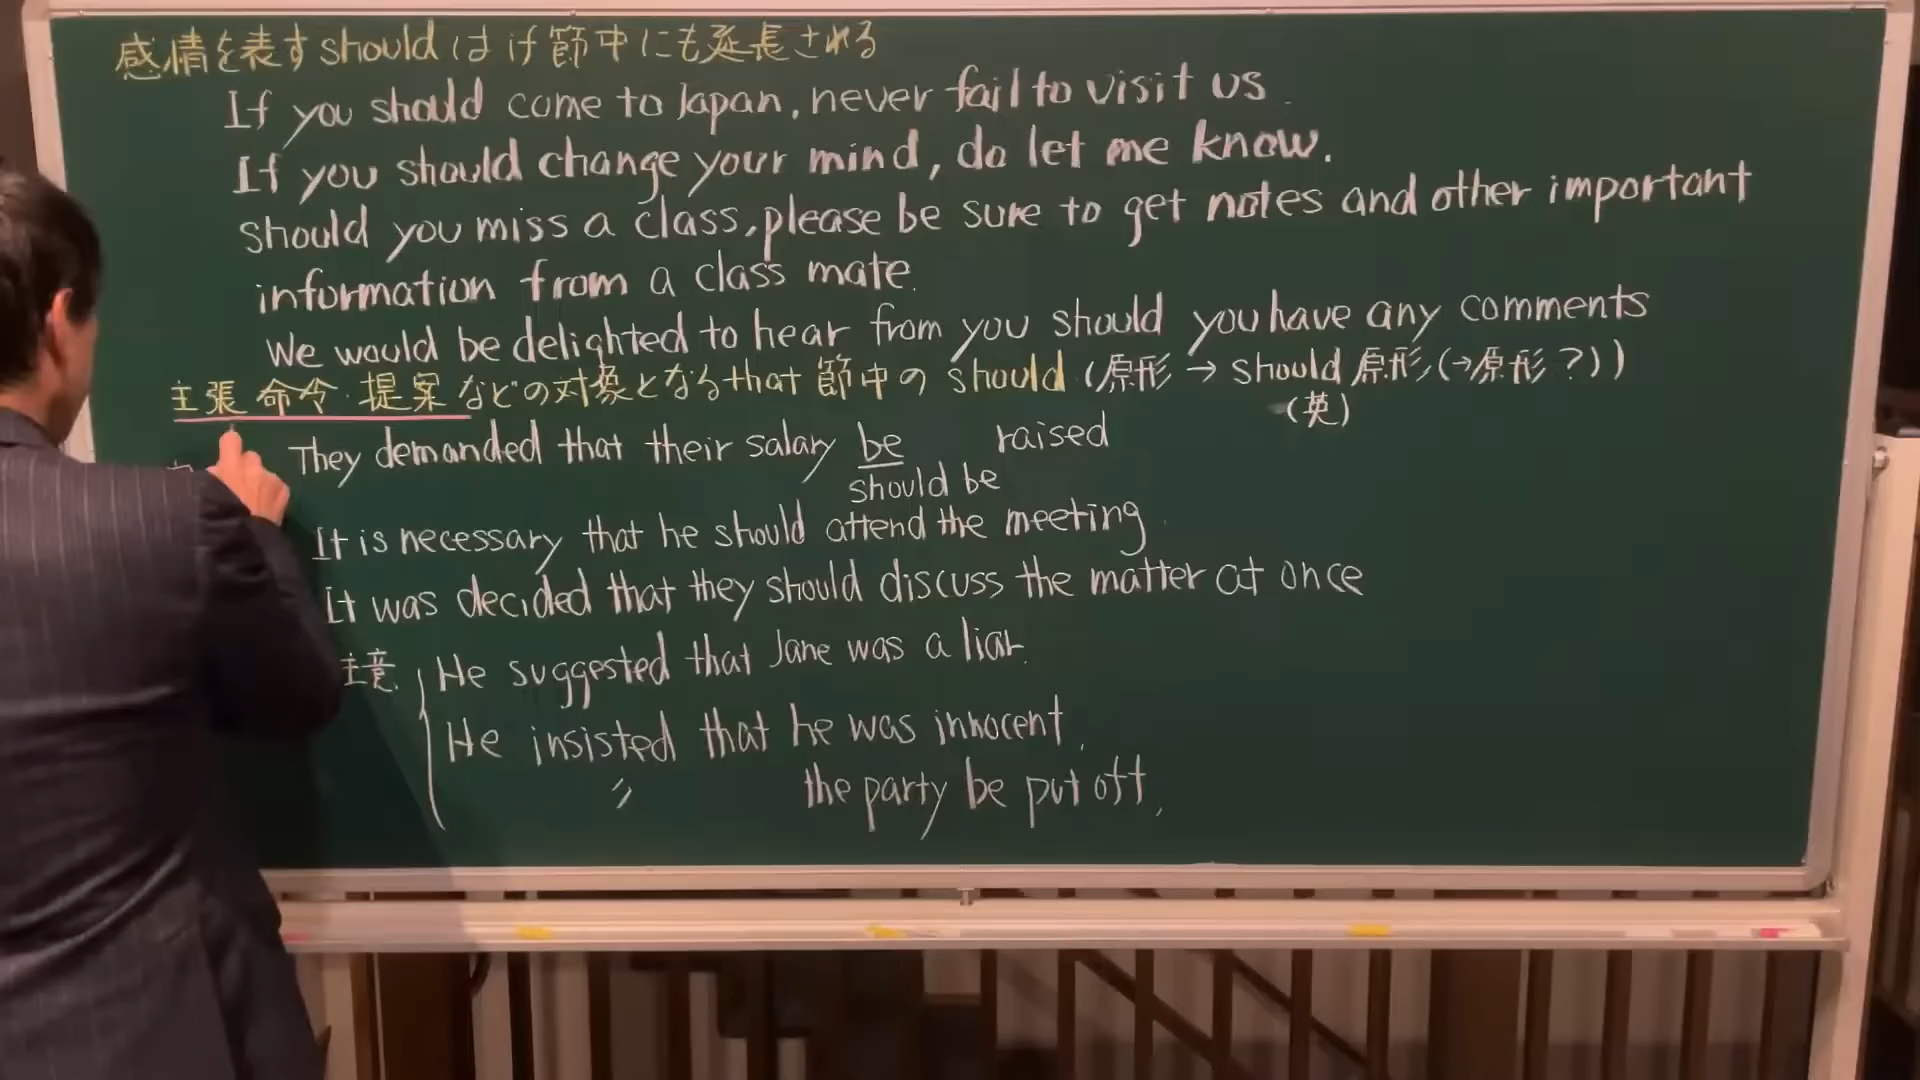 感情を表すshouldはif節中にも延長される
If you should come to Japan, never fail to visit us.
If you should change your mind, do let me know.
should you miss a class, please be sure to get notes and other important
information from a class mate.
We would be delighted to hear from you should you have any comments
主張 命令・提案などの対象となるthat節中の should (原形 → should 原形 (→原形?))
(英)
They demanded that their salary be raised
should be
It is necessary that he should attend the meeting.
It was decided that they should discuss the matter at once
意 He suggested that Jane was a liar.
He insisted that he was innocent.
〃 the party be put off,